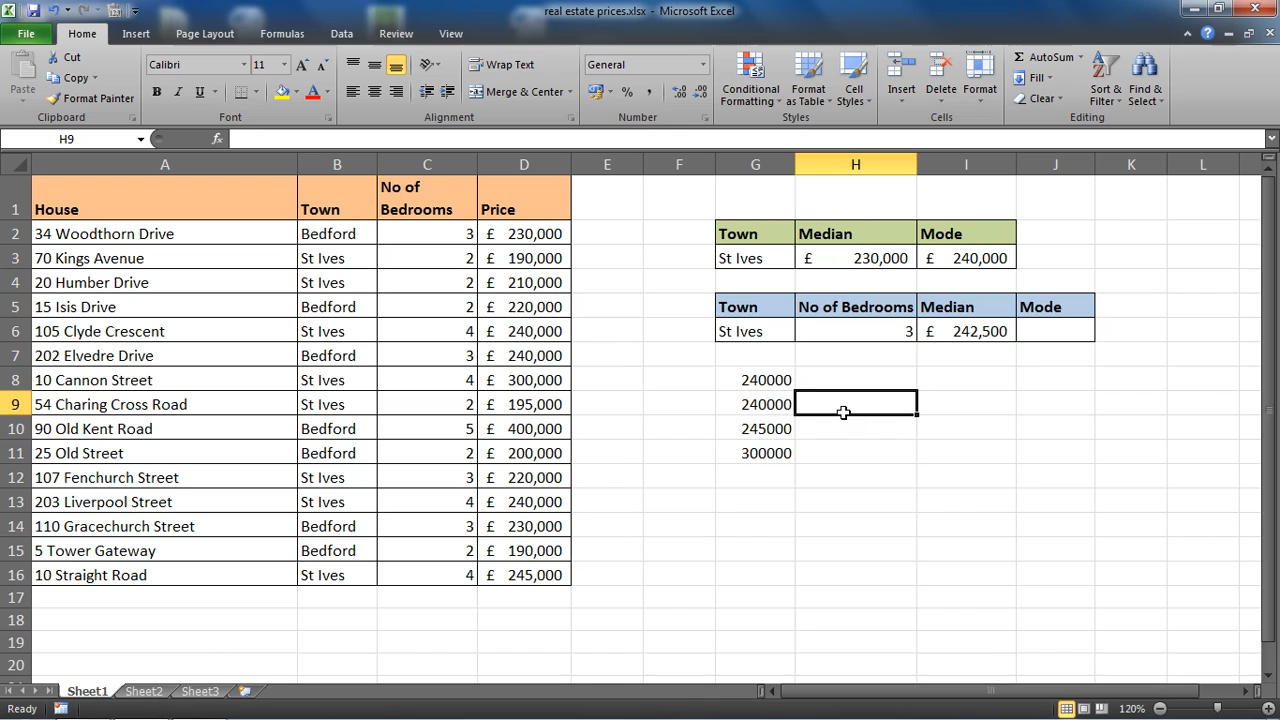 real estate prices.xlsx - Microsoft Excel
File Home Insert Page Layout Formulas Data Review View
Paste Cut Copy Format Painter Clipboard
Calibri 11 B I U A Font
Wrap Text Merge & Center Alignment
General % , Number
Conditional Formatting Format as Table Cell Styles Styles
Insert Delete Format Cells
Σ AutoSum Fill Clear Sort & Filter Find & Select Editing
H9 fx
A B C D E F G H I J K L
1 House Town No of Bedrooms Price
2 34 Woodthorn Drive Bedford 3 £ 230,000 Town Median Mode
3 70 Kings Avenue St Ives 2 £ 190,000 St Ives £ 230,000 £ 240,000
4 20 Humber Drive St Ives 2 £ 210,000
5 15 Isis Drive Bedford 2 £ 220,000 Town No of Bedrooms Median Mode
6 105 Clyde Crescent St Ives 4 £ 240,000 St Ives 3 £ 242,500
7 202 Elvedre Drive Bedford 3 £ 240,000
8 10 Cannon Street St Ives 4 £ 300,000 240000
9 54 Charing Cross Road St Ives 2 £ 195,000 240000
10 90 Old Kent Road Bedford 5 £ 400,000 245000
11 25 Old Street Bedford 2 £ 200,000 300000
12 107 Fenchurch Street St Ives 3 £ 220,000
13 203 Liverpool Street St Ives 4 £ 240,000
14 110 Gracechurch Street Bedford 3 £ 230,000
15 5 Tower Gateway Bedford 2 £ 190,000
16 10 Straight Road St Ives 4 £ 245,000
17
18
19
20
Sheet1 Sheet2 Sheet3
Ready 120%